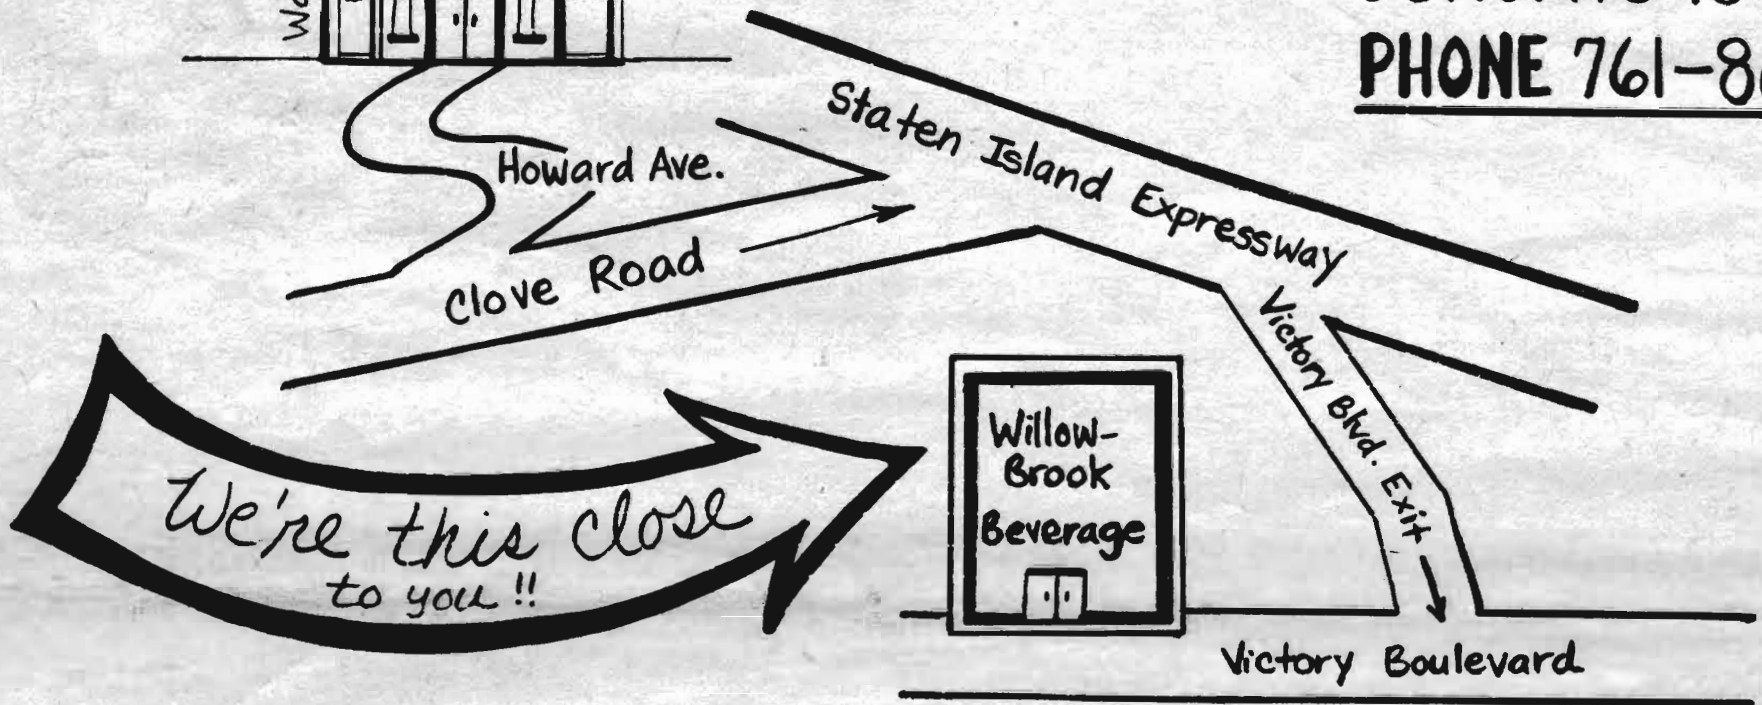 PHONE 761-8
Staten Island Expressway
Howard Ave.
Clove Road
Victory Blvd. Exit
Willow-
Brook
Beverage
We're this close
to you!!
Victory Boulevard